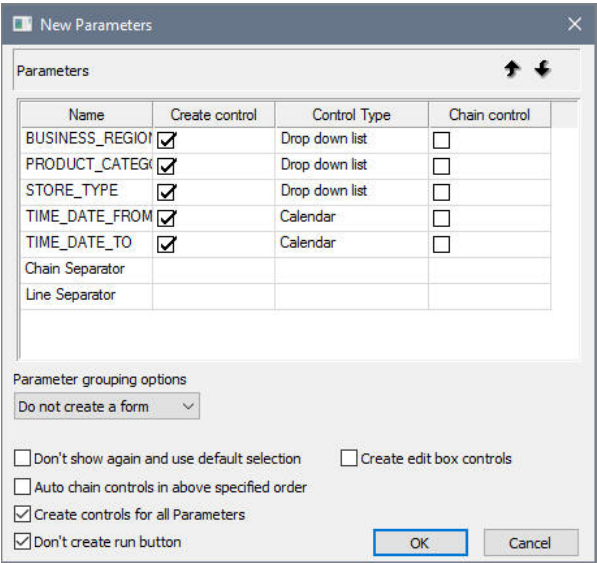 New Parameters
Parameters
Name Create control Control Type Chain control
BUSINESS_REGION Drop down list
PRODUCT_CATEG Drop down list
STORE_TYPE Drop down list
TIME_DATE_FROM Calendar
TIME_DATE_TO Calendar
Chain Separator
Line Separator
Parameter grouping options
Do not create a form
Don't show again and use default selection Create edit box controls
Auto chain controls in above specified order
Create controls for all Parameters
Don't create run button OK Cancel